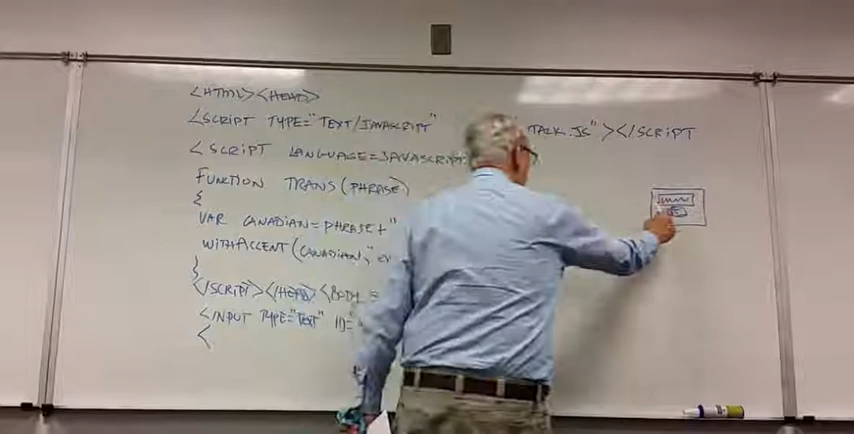 <HTML><HEAD>
<SCRIPT TYPE="TEXT/JAVASCRIPT" TALK.JS"></SCRIPT
<SCRIPT LANGUAGE=JAVASCRIPT
FUNCTION TRANS(PHRASE)
{
VAR CANADIAN=PHRASE+"
WITHACCENT(CANADIAN,"
}
</SCRIPT></HEAD><BODY
<INPUT TYPE="TEXT" ID="
<